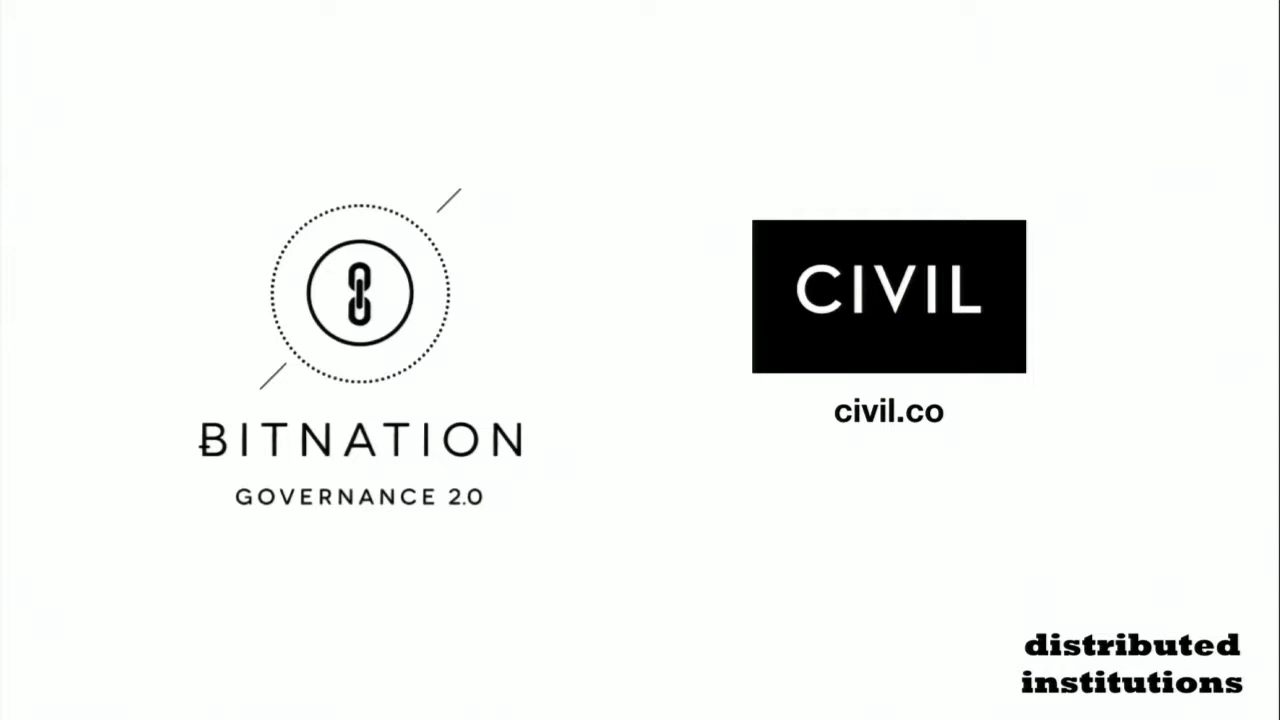 BITNATION
GOVERNANCE 2.0
CIVIL
civil.co
distributed
institutions